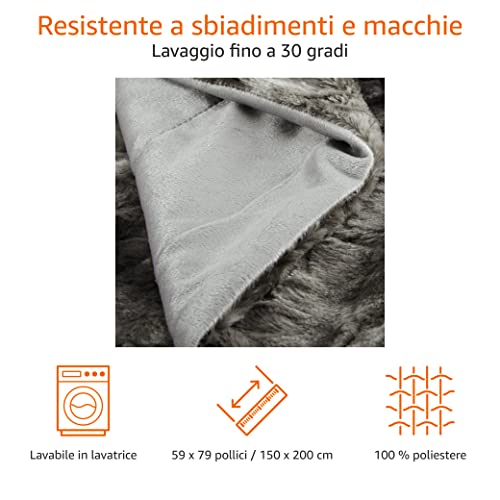 Resistente a sbiadimenti e macchie
Lavaggio fino a 30 gradi
Lavabile in lavatrice
59 x 79 pollici / 150 x 200 cm
100 % poliestere